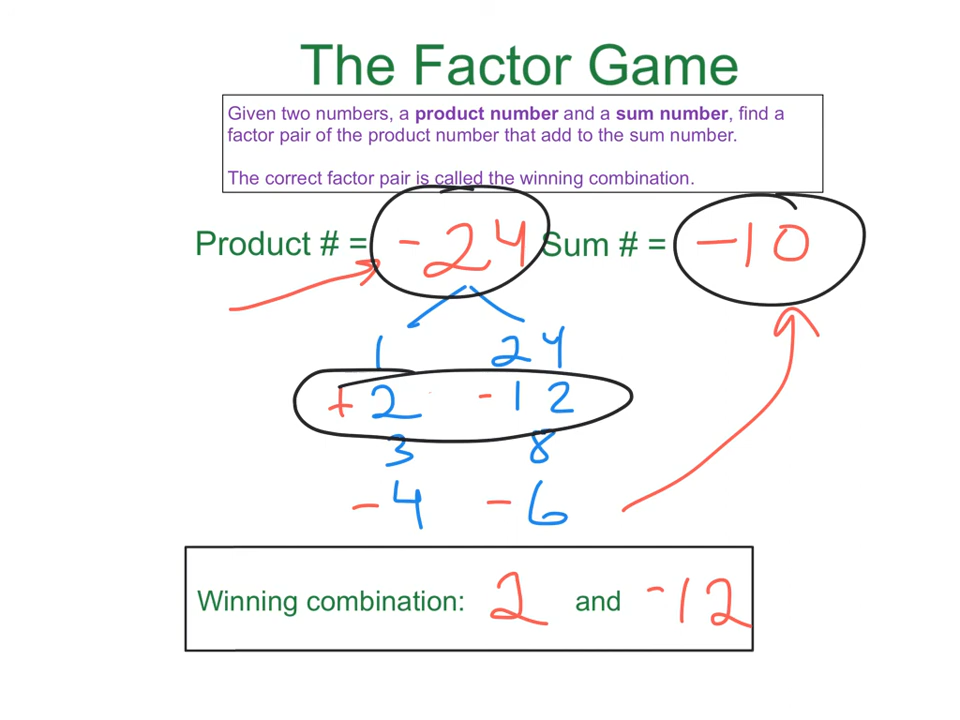 The Factor Game
Given two numbers, a product number and a sum number, find a
factor pair of the product number that add to the sum number.
The correct factor pair is called the winning combination.
Product # = -24 Sum # = -10
1 24
+2 -12
3 8
-4 -6
Winning combination: 2 and -12